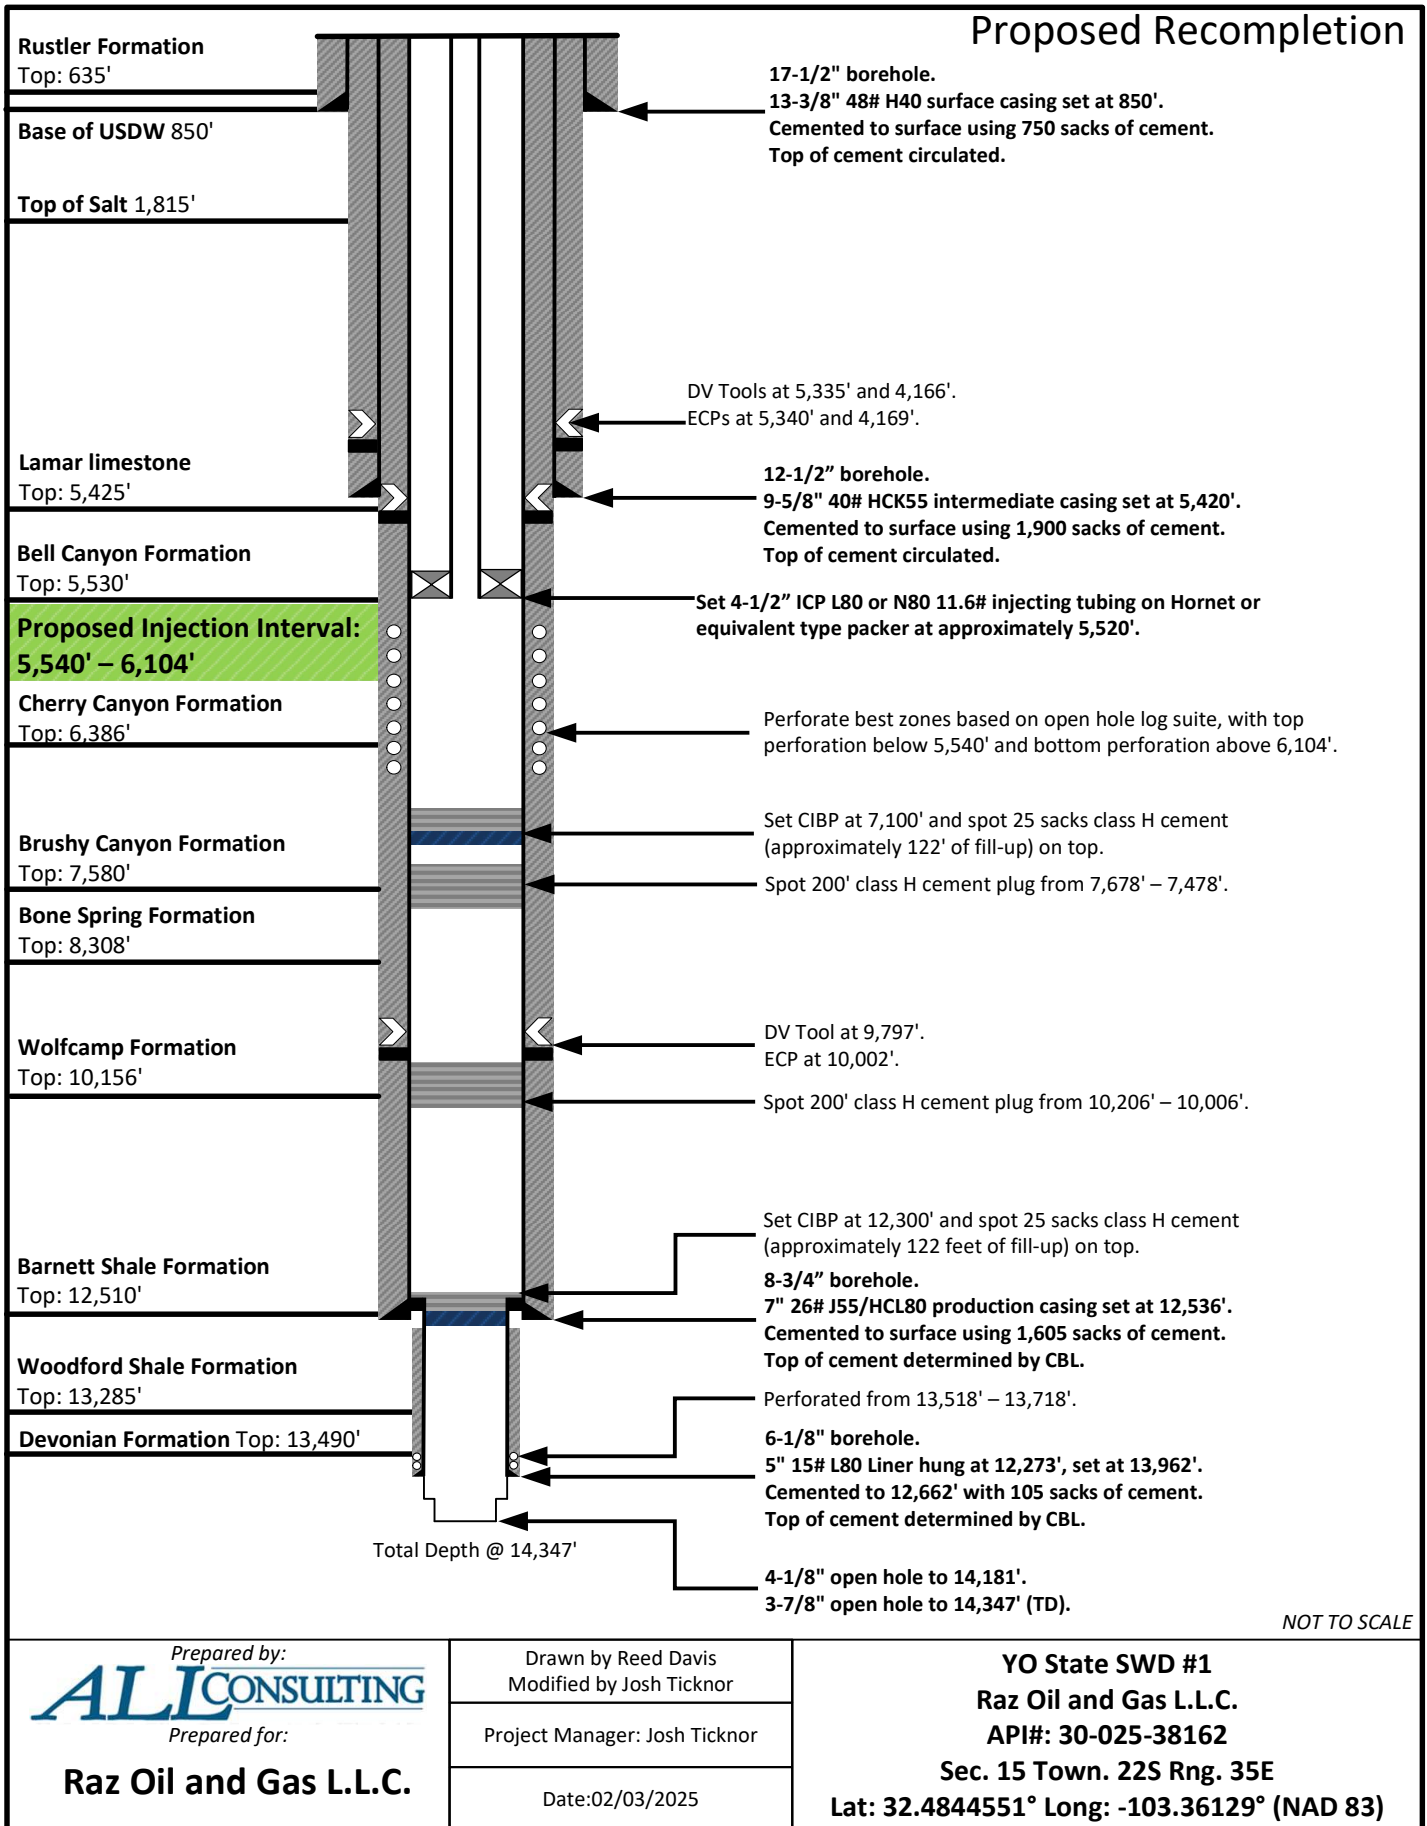 Proposed Recompletion
Rustler Formation
Top: 635'
Base of USDW 850'
Top of Salt 1,815'
Lamar limestone
Top: 5,425'
Bell Canyon Formation
Top: 5,530'
Proposed Injection Interval:
5,540' – 6,104'
Cherry Canyon Formation
Top: 6,386'
Brushy Canyon Formation
Top: 7,580'
Bone Spring Formation
Top: 8,308'
Wolfcamp Formation
Top: 10,156'
Barnett Shale Formation
Top: 12,510'
Woodford Shale Formation
Top: 13,285'
Devonian Formation Top: 13,490'
17-1/2" borehole.
13-3/8" 48# H40 surface casing set at 850'.
Cemented to surface using 750 sacks of cement.
Top of cement circulated.
DV Tools at 5,335' and 4,166'.
ECPs at 5,340' and 4,169'.
12-1/2” borehole.
9-5/8" 40# HCK55 intermediate casing set at 5,420'.
Cemented to surface using 1,900 sacks of cement.
Top of cement circulated.
Set 4-1/2” ICP L80 or N80 11.6# injecting tubing on Hornet or
equivalent type packer at approximately 5,520'.
Perforate best zones based on open hole log suite, with top
perforation below 5,540' and bottom perforation above 6,104'.
Set CIBP at 7,100' and spot 25 sacks class H cement
(approximately 122' of fill-up) on top.
Spot 200' class H cement plug from 7,678' – 7,478'.
DV Tool at 9,797'.
ECP at 10,002'.
Spot 200' class H cement plug from 10,206' – 10,006'.
Set CIBP at 12,300' and spot 25 sacks class H cement
(approximately 122 feet of fill-up) on top.
8-3/4” borehole.
7" 26# J55/HCL80 production casing set at 12,536'.
Cemented to surface using 1,605 sacks of cement.
Top of cement determined by CBL.
Perforated from 13,518' – 13,718'.
6-1/8" borehole.
5" 15# L80 Liner hung at 12,273', set at 13,962'.
Cemented to 12,662' with 105 sacks of cement.
Top of cement determined by CBL.
Total Depth @ 14,347'
4-1/8" open hole to 14,181'.
3-7/8" open hole to 14,347' (TD).
NOT TO SCALE
Prepared by:
ALL CONSULTING
Prepared for:
Raz Oil and Gas L.L.C.
Drawn by Reed Davis
Modified by Josh Ticknor
Project Manager: Josh Ticknor
Date:02/03/2025
YO State SWD #1
Raz Oil and Gas L.L.C.
API#: 30-025-38162
Sec. 15 Town. 22S Rng. 35E
Lat: 32.4844551° Long: -103.36129° (NAD 83)